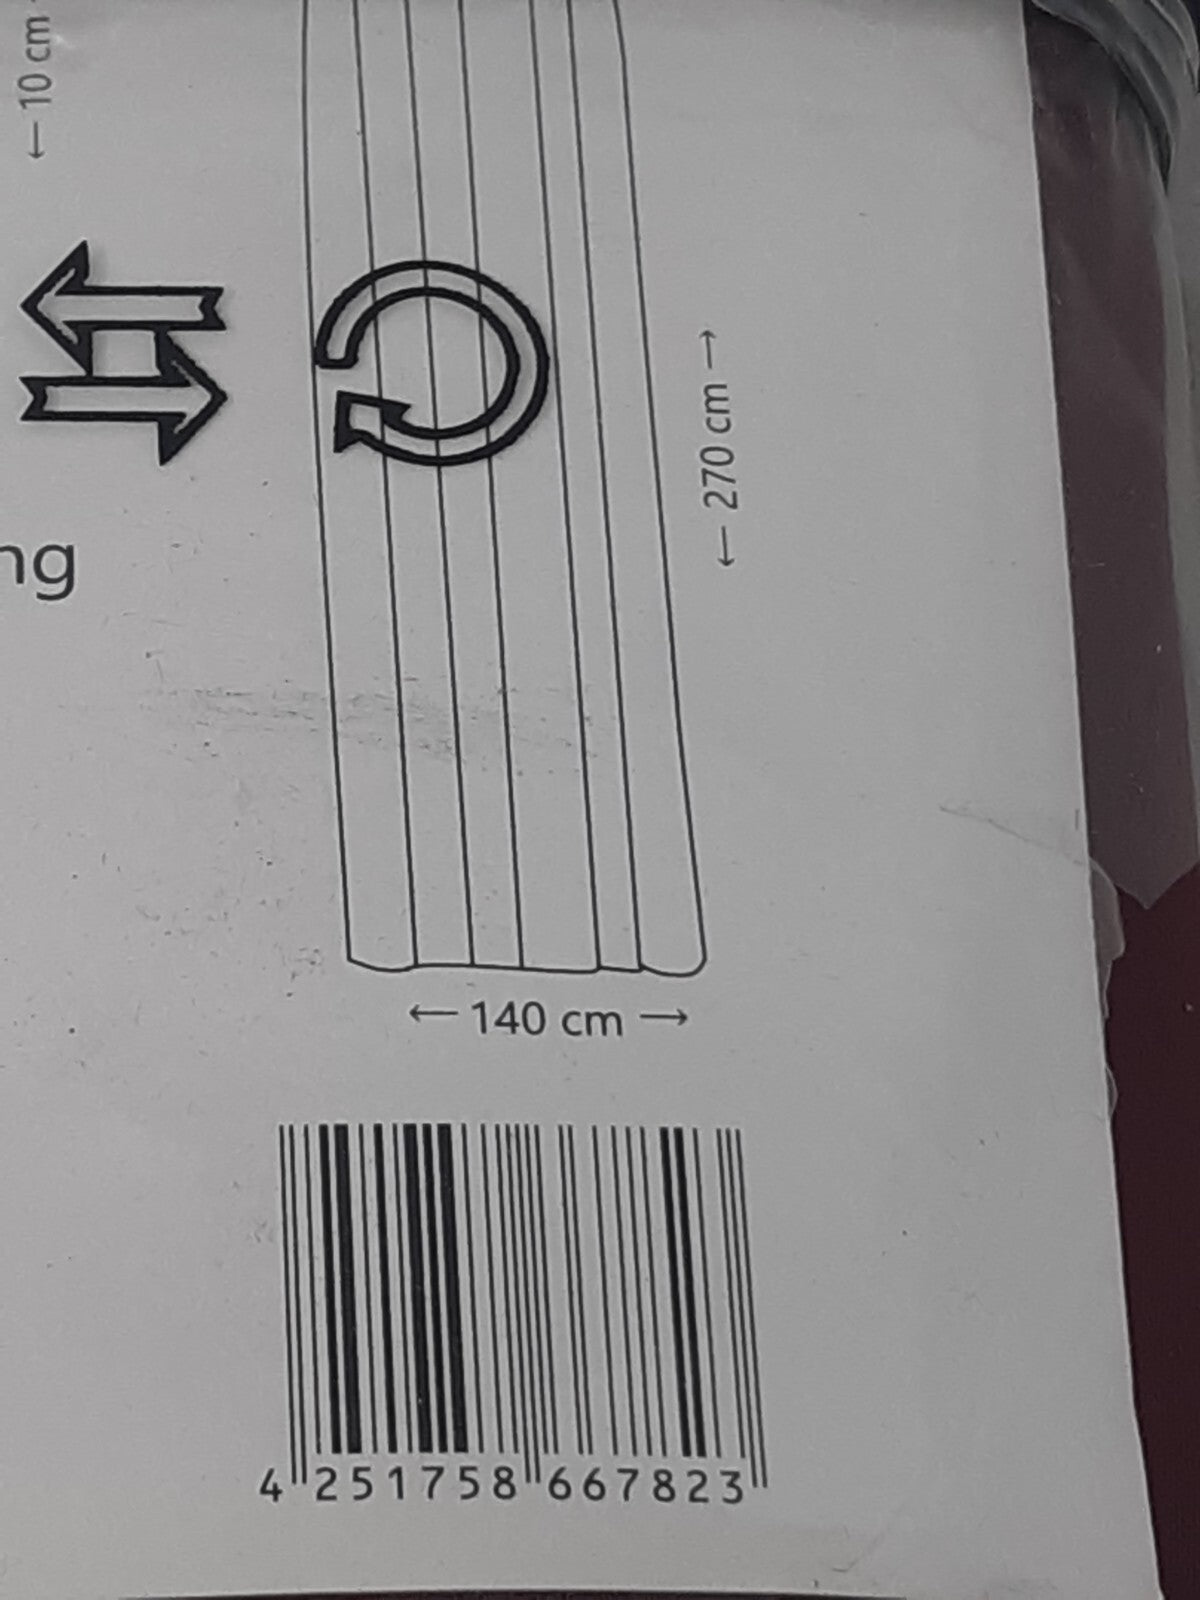 ← 10 cm
← 270 cm →
ng
← 140 cm →
4 251758 667823